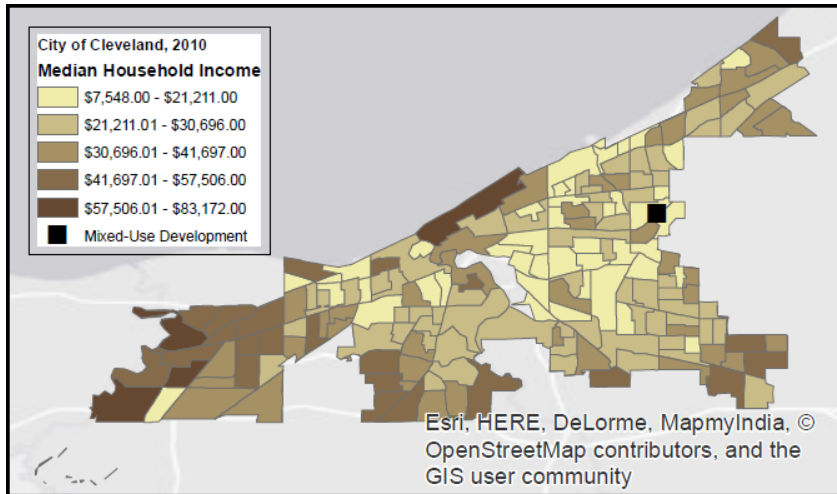 City of Cleveland, 2010
Median Household Income
$7,548.00 - $21,211.00
$21,211.01 - $30,696.00
$30,696.01 - $41,697.00
$41,697.01 - $57,506.00
$57,506.01 - $83,172.00
Mixed-Use Development
Esri, HERE, DeLorme, MapmyIndia, ©
OpenStreetMap contributors, and the
GIS user community